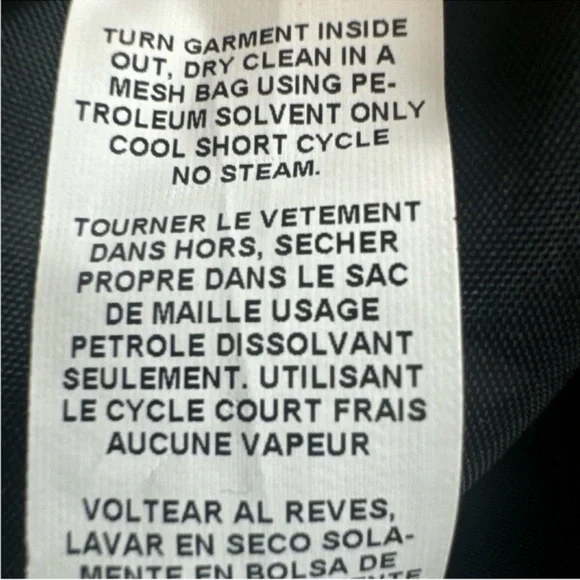 TURN GARMENT INSIDE
OUT, DRY CLEAN IN A
MESH BAG USING PE-
TROLEUM SOLVENT ONLY
COOL SHORT CYCLE
NO STEAM.
TOURNER LE VETEMENT
DANS HORS, SECHER
PROPRE DANS LE SAC
DE MAILLE USAGE
PETROLE DISSOLVANT
SEULEMENT. UTILISANT
LE CYCLE COURT FRAIS
AUCUNE VAPEUR
VOLTEAR AL REVES,
LAVAR EN SECO SOLA-
MENTE EN BOLSA DE